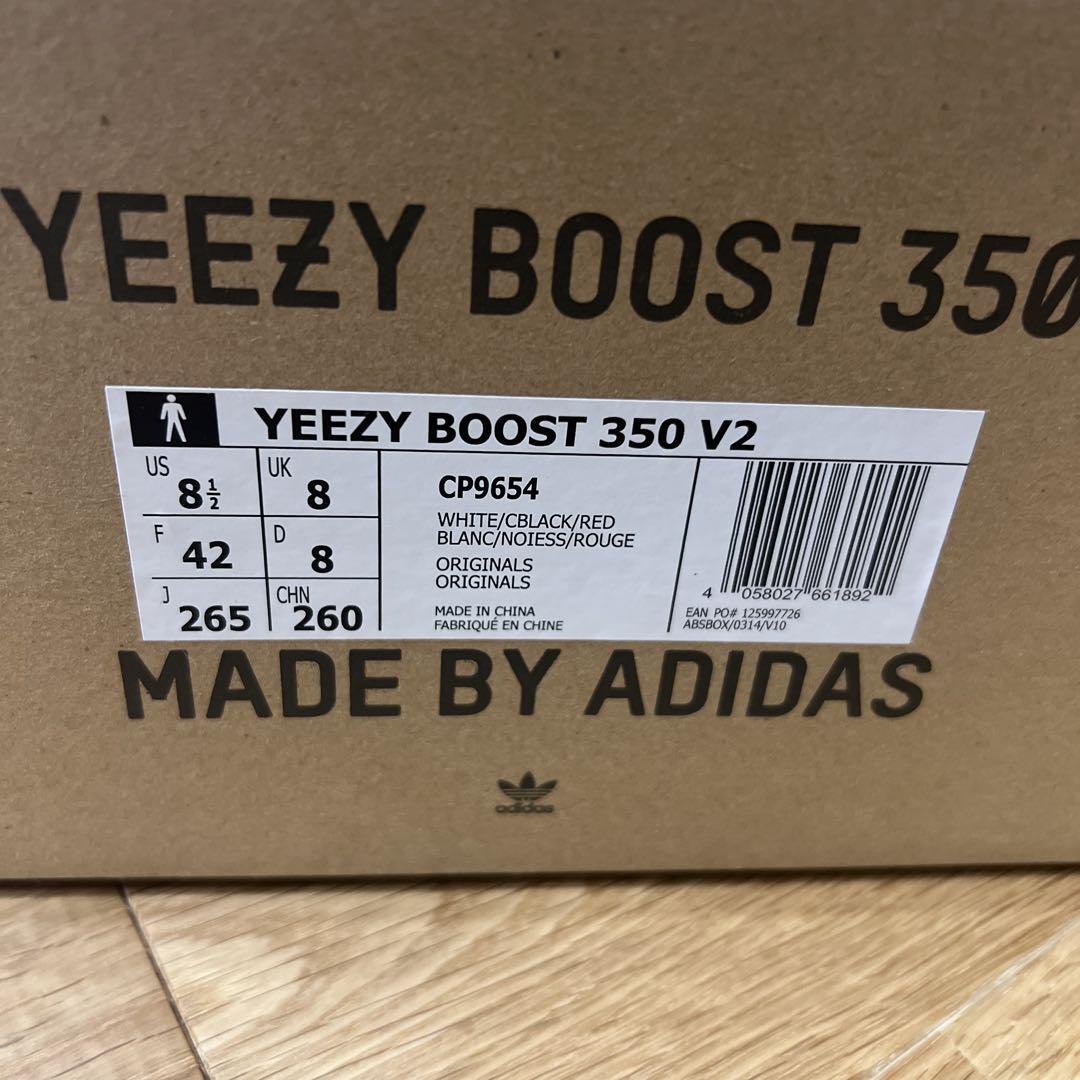 YEEZY BOOST 350
YEEZY BOOST 350 V2
US 8½ UK 8
F 42 D 8
J 265 CHN 260
CP9654
WHITE/CBLACK/RED
BLANC/NOIESS/ROUGE
ORIGINALS
ORIGINALS
MADE IN CHINA
FABRIQUÉ EN CHINE
4 058027 661892
EAN PO# 125997726
ABSBOX/0314/V10
MADE BY ADIDAS
adidas